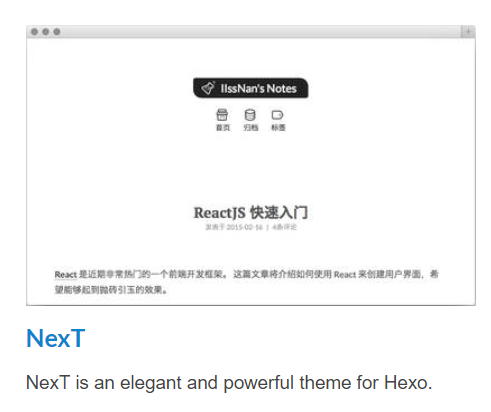 IIssNan's Notes
首页 归档 标签
ReactJS 快速入门
发表于 2015-02-16 | 4条评论
React 是近期非常热门的一个前端开发框架。 这篇文章将介绍如何使用 React 来创建用户界面，希
望能够起到抛砖引玉的效果。
NexT
NexT is an elegant and powerful theme for Hexo.